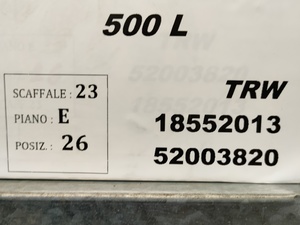 500 L
SCAFFALE : 23
PIANO : E
POSIZ. : 26
TRW
18552013
52003820